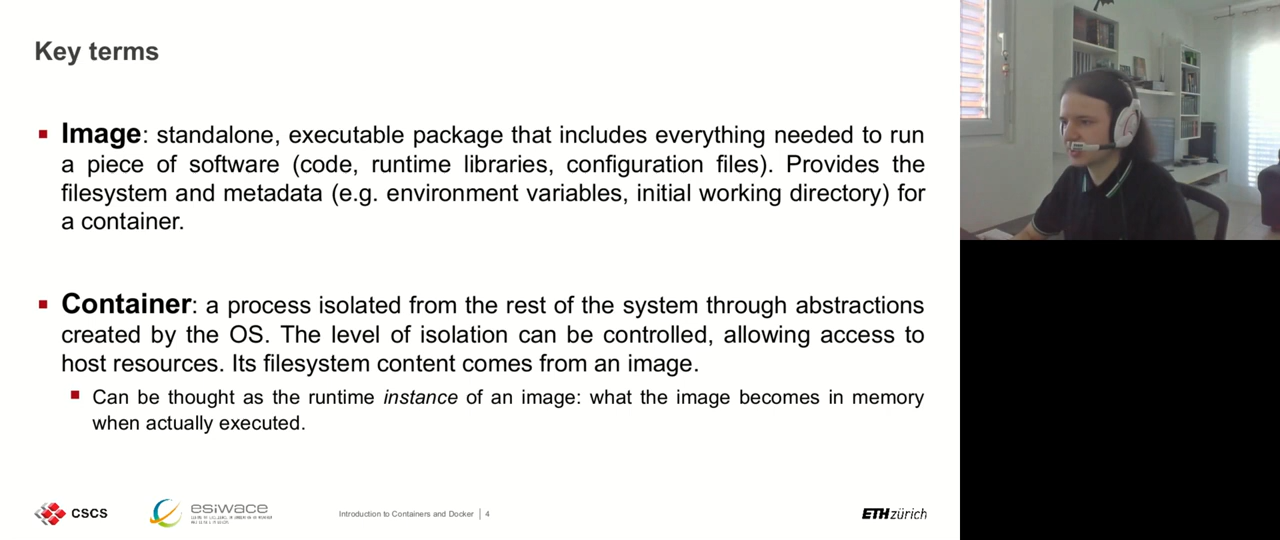 Key terms
Image: standalone, executable package that includes everything needed to run
a piece of software (code, runtime libraries, configuration files). Provides the
filesystem and metadata (e.g. environment variables, initial working directory) for
a container.
Container: a process isolated from the rest of the system through abstractions
created by the OS. The level of isolation can be controlled, allowing access to
host resources. Its filesystem content comes from an image.
Can be thought as the runtime instance of an image: what the image becomes in memory
when actually executed.
CSCS
esiwace
Introduction to Containers and Docker | 4
ETH zürich